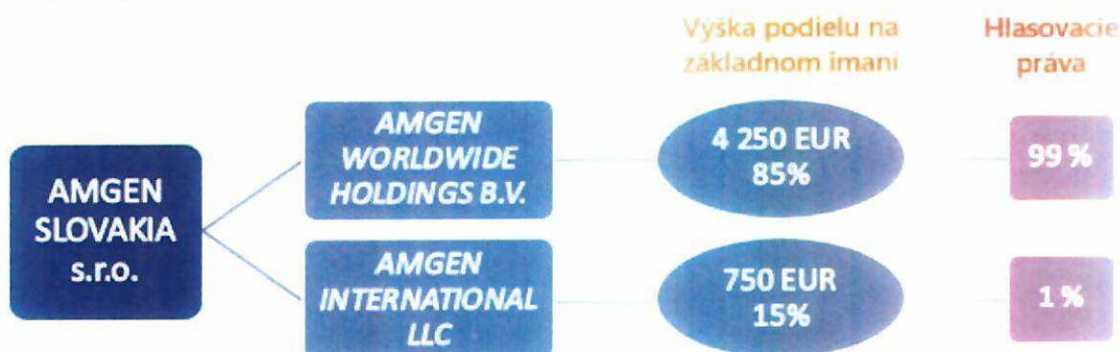 Výška podielu na
základnom imaní
Hlasovacie
práva
AMGEN
SLOVAKIA
s.r.o.
AMGEN
WORLDWIDE
HOLDINGS B.V.
4 250 EUR
85%
99 %
AMGEN
INTERNATIONAL
LLC
750 EUR
15%
1 %